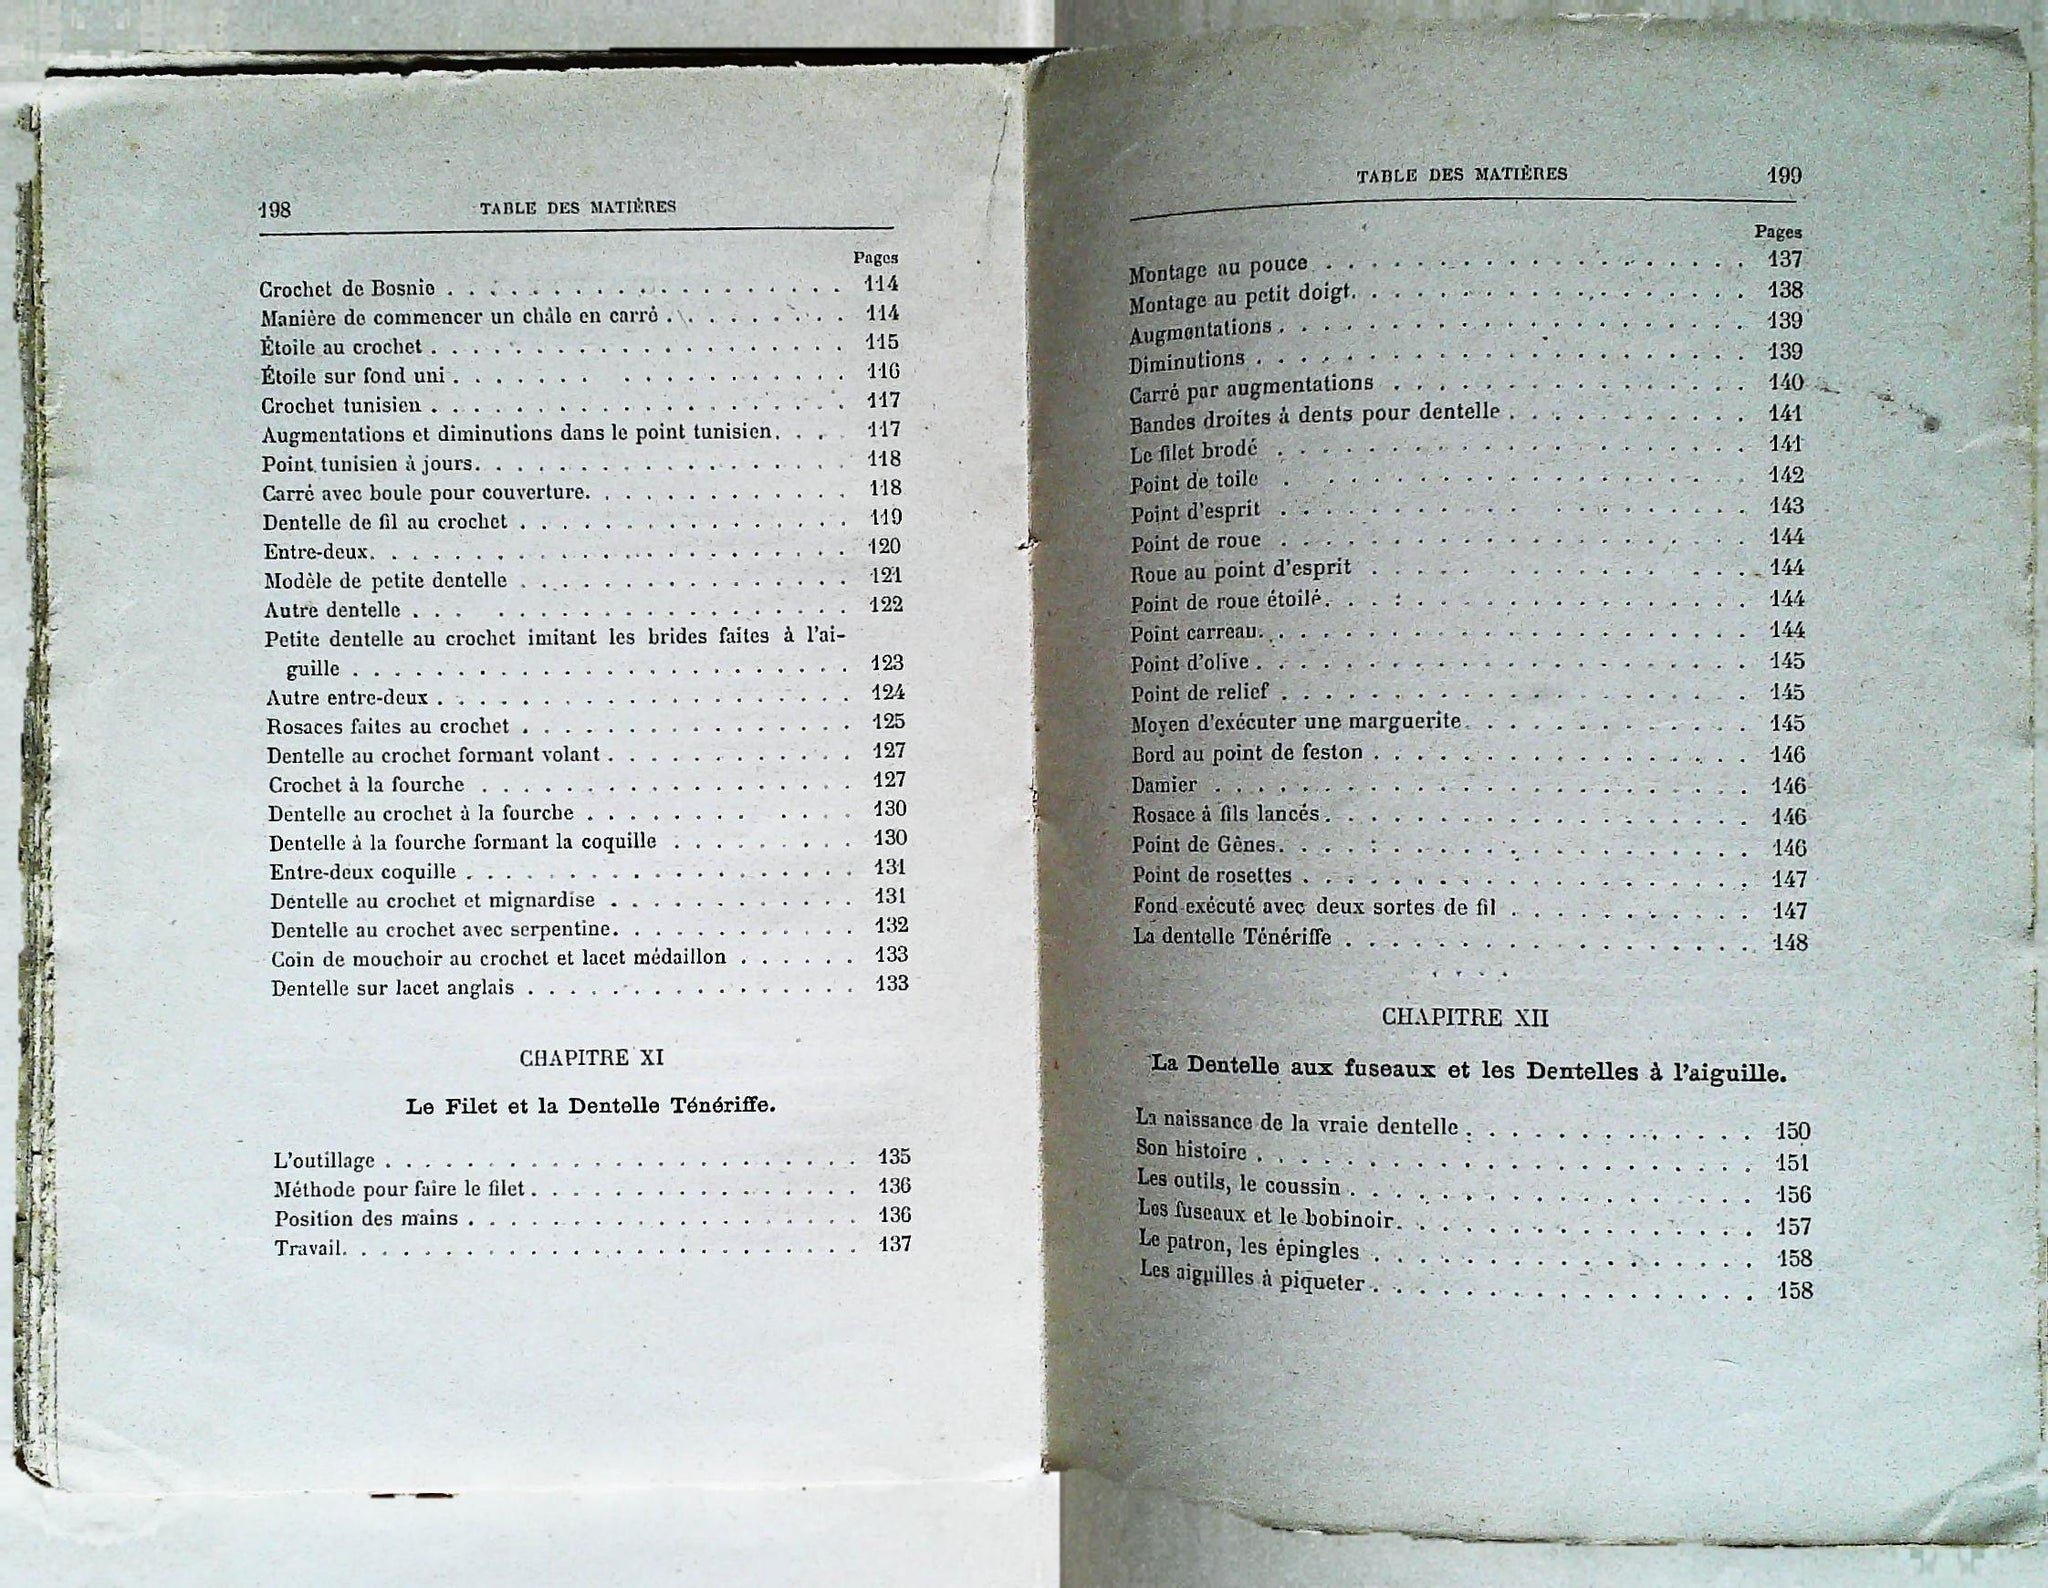 198 TABLE DES MATIÈRES
Pages
Crochet de Bosnie . . . . . . . . . . . . . . . . . . 114
Manière de commencer un châle en carré . . . . . . . . . 114
Étoile au crochet . . . . . . . . . . . . . . . . . . 115
Étoile sur fond uni . . . . . . . . . . . . . . . . . 116
Crochet tunisien . . . . . . . . . . . . . . . . . . 117
Augmentations et diminutions dans le point tunisien. . . . 117
Point tunisien à jours. . . . . . . . . . . . . . . . 118
Carré avec boule pour couverture. . . . . . . . . . . . 118
Dentelle de fil au crochet . . . . . . . . . . . . . . 119
Entre-deux. . . . . . . . . . . . . . . . . . . . . 120
Modèle de petite dentelle . . . . . . . . . . . . . . 121
Autre dentelle . . . . . . . . . . . . . . . . . . . 122
Petite dentelle au crochet imitant les brides faites à l'ai-
guille . . . . . . . . . . . . . . . . . . . . . . 123
Autre entre-deux . . . . . . . . . . . . . . . . . . 124
Rosaces faites au crochet . . . . . . . . . . . . . . 125
Dentelle au crochet formant volant . . . . . . . . . . . 127
Crochet à la fourche . . . . . . . . . . . . . . . . 127
Dentelle au crochet à la fourche . . . . . . . . . . . . 130
Dentelle à la fourche formant la coquille . . . . . . . . 130
Entre-deux coquille . . . . . . . . . . . . . . . . . 131
Dentelle au crochet et mignardise . . . . . . . . . . . 131
Dentelle au crochet avec serpentine. . . . . . . . . . . 132
Coin de mouchoir au crochet et lacet médaillon . . . . . . 133
Dentelle sur lacet anglais . . . . . . . . . . . . . . 133
CHAPITRE XI
Le Filet et la Dentelle Ténériffe.
L'outillage . . . . . . . . . . . . . . . . . . . . 135
Méthode pour faire le filet . . . . . . . . . . . . . . 136
Position des mains . . . . . . . . . . . . . . . . . 136
Travail. . . . . . . . . . . . . . . . . . . . . . 137
TABLE DES MATIÈRES 199
Pages
Montage au pouce . . . . . . . . . . . . . . . . . . 137
Montage au petit doigt. . . . . . . . . . . . . . . . 138
Augmentations . . . . . . . . . . . . . . . . . . . 139
Diminutions . . . . . . . . . . . . . . . . . . . . 139
Carré par augmentations . . . . . . . . . . . . . . . 140
Bandes droites à dents pour dentelle . . . . . . . . . . 141
Le filet brodé . . . . . . . . . . . . . . . . . . . 141
Point de toile . . . . . . . . . . . . . . . . . . . 142
Point d'esprit . . . . . . . . . . . . . . . . . . . 143
Point de roue . . . . . . . . . . . . . . . . . . . 144
Roue au point d'esprit . . . . . . . . . . . . . . . . 144
Point de roue étoilé. . . . . . . . . . . . . . . . . 144
Point carreau. . . . . . . . . . . . . . . . . . . . 144
Point d'olive . . . . . . . . . . . . . . . . . . . . 145
Point de relief . . . . . . . . . . . . . . . . . . . 145
Moyen d'exécuter une marguerite. . . . . . . . . . . . 145
Bord au point de feston . . . . . . . . . . . . . . . 146
Damier . . . . . . . . . . . . . . . . . . . . . . 146
Rosace à fils lancés . . . . . . . . . . . . . . . . . 146
Point de Gênes. . . . . . . . . . . . . . . . . . . 146
Point de rosettes . . . . . . . . . . . . . . . . . . 147
Fond exécuté avec deux sortes de fil . . . . . . . . . . 147
La dentelle Ténériffe . . . . . . . . . . . . . . . . 148
CHAPITRE XII
La Dentelle aux fuseaux et les Dentelles à l'aiguille.
La naissance de la vraie dentelle . . . . . . . . . . . . 150
Son histoire . . . . . . . . . . . . . . . . . . . . 151
Les outils, le coussin . . . . . . . . . . . . . . . . 156
Les fuseaux et le bobinoir. . . . . . . . . . . . . . . 157
Le patron, les épingles . . . . . . . . . . . . . . . . 158
Les aiguilles à piqueter . . . . . . . . . . . . . . . 158